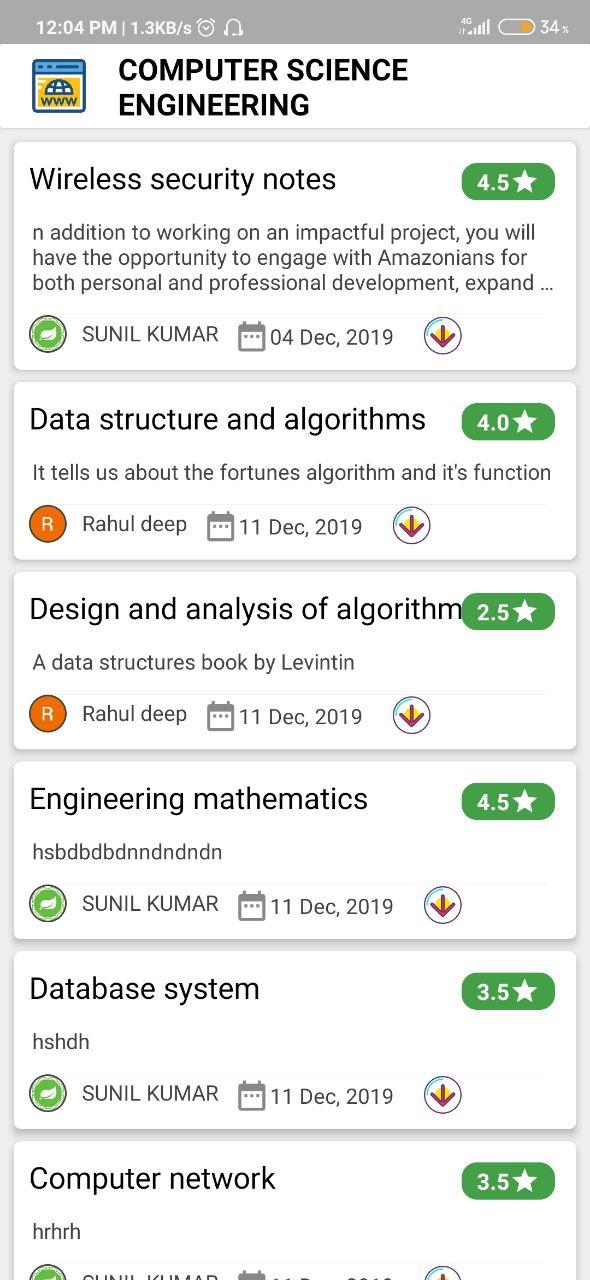 12:04 PM | 1.3KB/s
4G
34%
WWW
COMPUTER SCIENCE
ENGINEERING
Wireless security notes
4.5
n addition to working on an impactful project, you will
have the opportunity to engage with Amazonians for
both personal and professional development, expand ...
SUNIL KUMAR
04 Dec, 2019
Data structure and algorithms
4.0
It tells us about the fortunes algorithm and it's function
R
Rahul deep
11 Dec, 2019
Design and analysis of algorithm
2.5
A data structures book by Levintin
R
Rahul deep
11 Dec, 2019
Engineering mathematics
4.5
hsbdbdbdnndndndn
SUNIL KUMAR
11 Dec, 2019
Database system
3.5
hshdh
SUNIL KUMAR
11 Dec, 2019
Computer network
3.5
hrhrh
SUNIL KUMAR
11 Dec, 2019